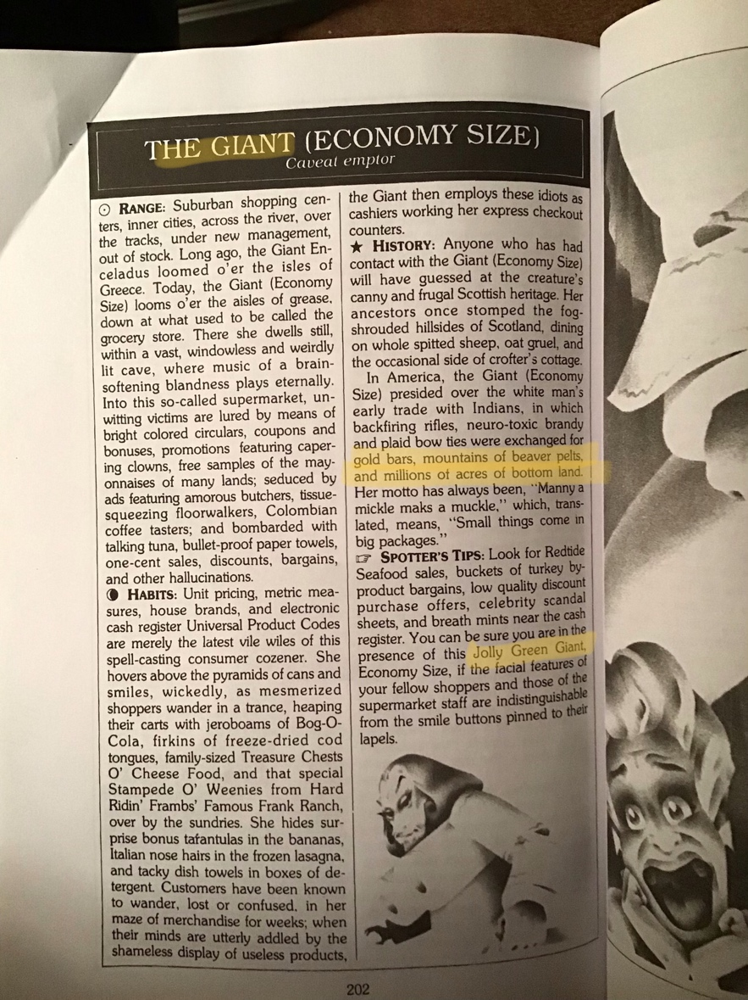 THE GIANT (ECONOMY SIZE)
Caveat emptor
RANGE: Suburban shopping cen-
ters, inner cities, across the river, over
the tracks, under new management,
out of stock. Long ago, the Giant En-
celadus loomed o'er the isles of
Greece. Today, the Giant (Economy
Size) looms o'er the aisles of grease,
down at what used to be called the
grocery store. There she dwells still,
within a vast, windowless and weirdly
lit cave, where music of a brain-
softening blandness plays eternally.
Into this so-called supermarket, un-
witting victims are lured by means of
bright colored circulars, coupons and
bonuses, promotions featuring caper-
ing clowns, free samples of the may-
onnaises of many lands; seduced by
ads featuring amorous butchers, tissue-
squeezing floorwalkers, Colombian
coffee tasters; and bombarded with
talking tuna, bullet-proof paper towels,
one-cent sales, discounts, bargains,
and other hallucinations.
HABITS: Unit pricing, metric mea-
sures, house brands, and electronic
cash register Universal Product Codes
are merely the latest vile wiles of this
spell-casting consumer cozener. She
hovers above the pyramids of cans and
smiles, wickedly, as mesmerized
shoppers wander in a trance, heaping
their carts with jeroboams of Bog-O-
Cola, firkins of freeze-dried cod
tongues, family-sized Treasure Chests
O' Cheese Food, and that special
Stampede O' Weenies from Hard
Ridin' Frambs' Famous Frank Ranch,
over by the sundries. She hides sur-
prise bonus tarantulas in the bananas,
Italian nose hairs in the frozen lasagna,
and tacky dish towels in boxes of de-
tergent. Customers have been known
to wander, lost or confused, in her
maze of merchandise for weeks; when
their minds are utterly addled by the
shameless display of useless products,
the Giant then employs these idiots as
cashiers working her express checkout
counters.
★ HISTORY: Anyone who has had
contact with the Giant (Economy Size)
will have guessed at the creature's
canny and frugal Scottish heritage. Her
ancestors once stomped the fog-
shrouded hillsides of Scotland, dining
on whole spitted sheep, oat gruel, and
the occasional side of crofter's cottage.
In America, the Giant (Economy
Size) presided over the white man's
early trade with Indians, in which
backfiring rifles, neuro-toxic brandy
and plaid bow ties were exchanged for
gold bars, mountains of beaver pelts,
and millions of acres of bottom land.
Her motto has always been, "Manny a
mickle maks a muckle," which, trans-
lated, means, "Small things come in
big packages."
☞ SPOTTER'S TIPS: Look for Redtide
Seafood sales, buckets of turkey by-
product bargains, low quality discount
purchase offers, celebrity scandal
sheets, and breath mints near the cash
register. You can be sure you are in the
presence of this Jolly Green Giant,
Economy Size, if the facial features of
your fellow shoppers and those of the
supermarket staff are indistinguishable
from the smile buttons pinned to their
lapels.
202